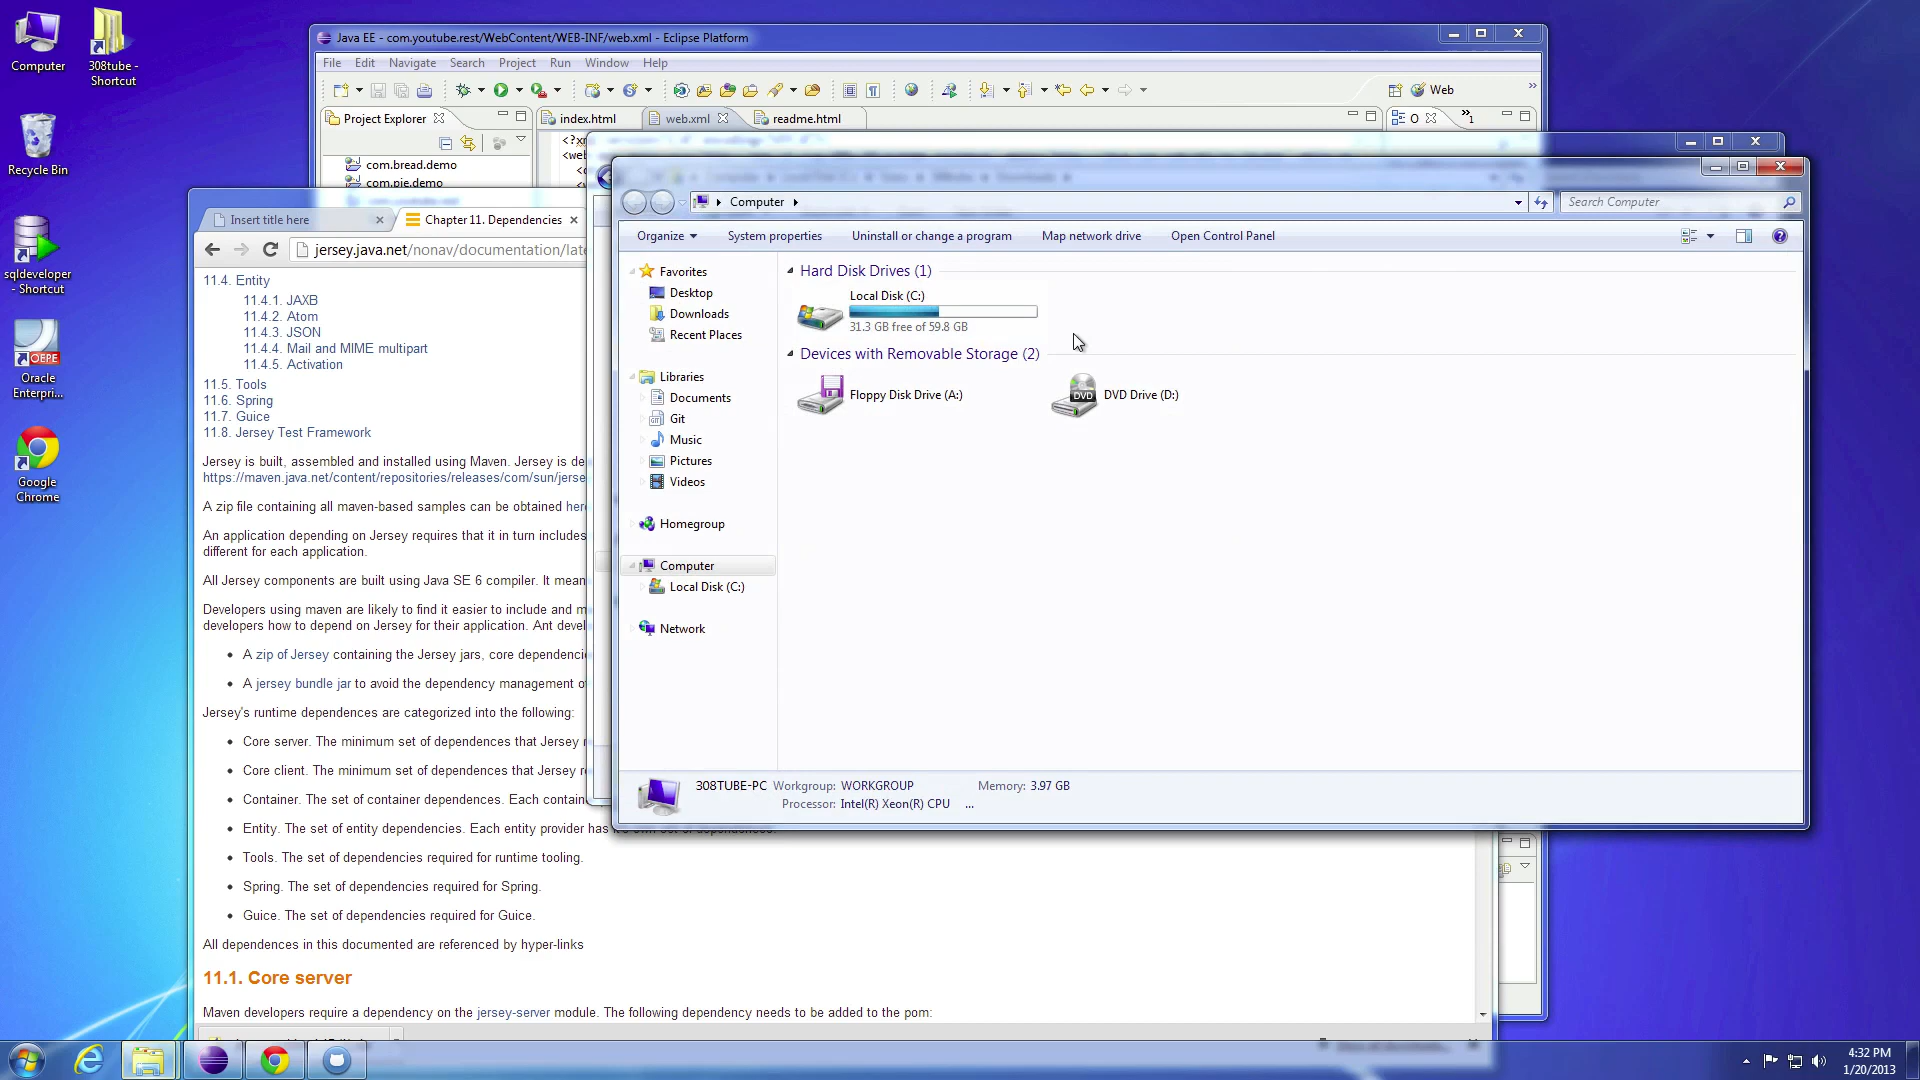 Computer
308tube -
Shortcut
Recycle Bin
sqldeveloper
- Shortcut
OEPE
Oracle
Enterpri...
Google
Chrome
Java EE - com.youtube.rest/WebContent/WEB-INF/web.xml - Eclipse Platform
File Edit Navigate Search Project Run Window Help
Web
Project Explorer
index.html
web.xml
readme.html
O
com.bread.demo
com.pie.demo
Insert title here
Chapter 11. Dependencies
jersey.java.net/nonav/documentation/late
11.4. Entity
11.4.1. JAXB
11.4.2. Atom
11.4.3. JSON
11.4.4. Mail and MIME multipart
11.4.5. Activation
11.5. Tools
11.6. Spring
11.7. Guice
11.8. Jersey Test Framework
Jersey is built, assembled and installed using Maven. Jersey is de
https://maven.java.net/content/repositories/releases/com/sun/jerse
A zip file containing all maven-based samples can be obtained here
An application depending on Jersey requires that it in turn includes
different for each application.
All Jersey components are built using Java SE 6 compiler. It mean
Developers using maven are likely to find it easier to include and m
developers how to depend on Jersey for their application. Ant devel
• A zip of Jersey containing the Jersey jars, core dependenci
• A jersey bundle jar to avoid the dependency management of
Jersey's runtime dependences are categorized into the following:
• Core server. The minimum set of dependences that Jersey r
• Core client. The minimum set of dependences that Jersey re
• Container. The set of container dependences. Each contain
• Entity. The set of entity dependencies. Each entity provider has it's own set of dependences.
• Tools. The set of dependencies required for runtime tooling.
• Spring. The set of dependencies required for Spring.
• Guice. The set of dependencies required for Guice.
All dependences in this documented are referenced by hyper-links
11.1. Core server
Maven developers require a dependency on the jersey-server module. The following dependency needs to be added to the pom:
Computer
Search Computer
Organize System properties Uninstall or change a program Map network drive Open Control Panel
Favorites
Desktop
Downloads
Recent Places
Libraries
Documents
Git
Music
Pictures
Videos
Homegroup
Computer
Local Disk (C:)
Network
Hard Disk Drives (1)
Local Disk (C:)
31.3 GB free of 59.8 GB
Devices with Removable Storage (2)
Floppy Disk Drive (A:)
DVD
DVD Drive (D:)
308TUBE-PC Workgroup: WORKGROUP Memory: 3.97 GB
Processor: Intel(R) Xeon(R) CPU ...
4:32 PM
1/20/2013